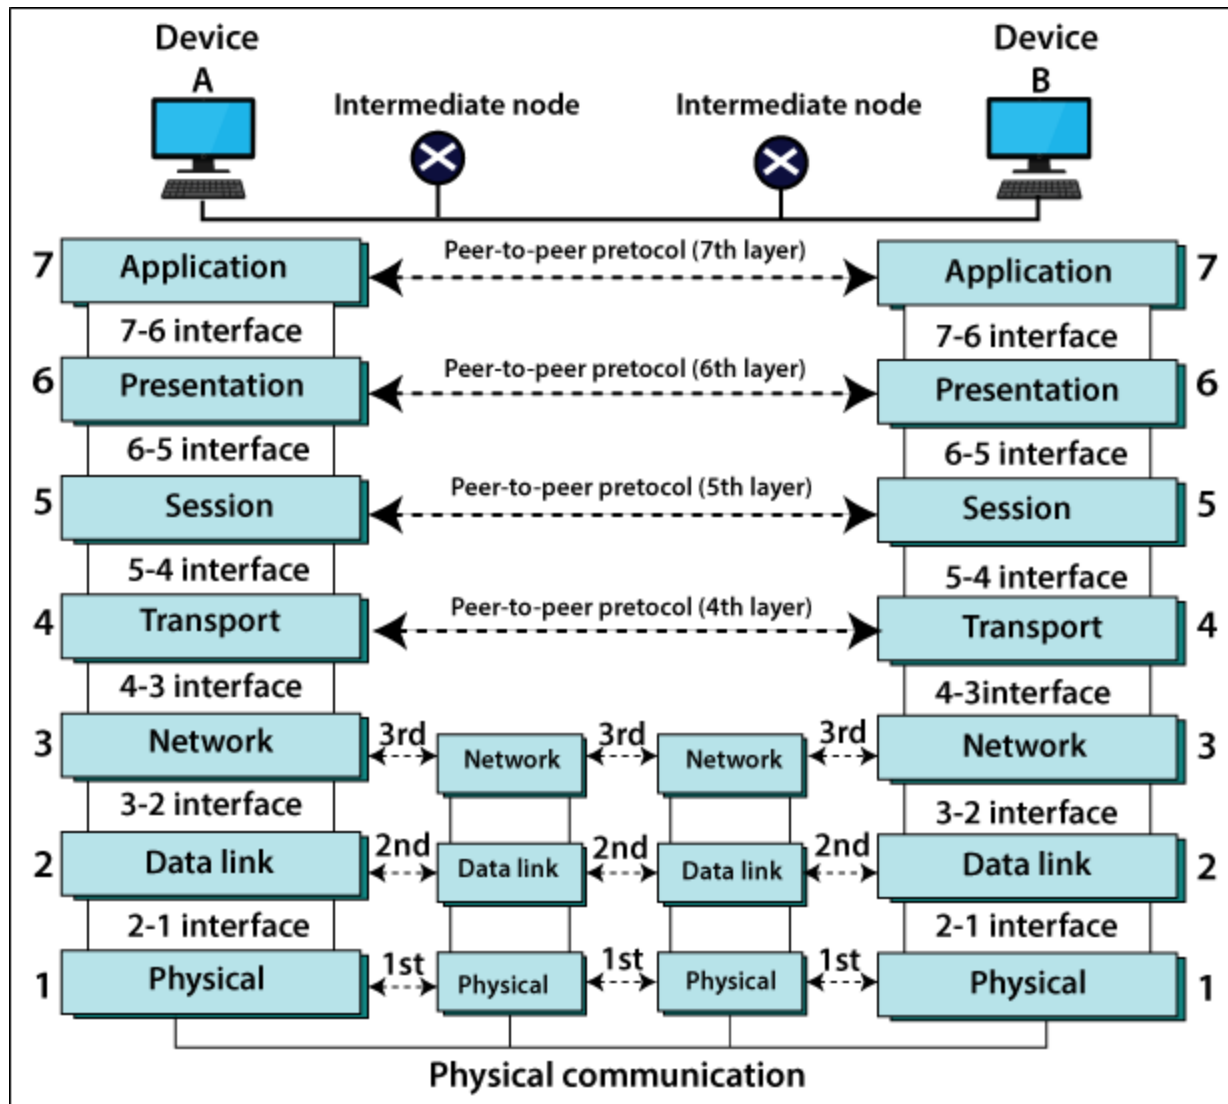 Device
A
Device
B
Intermediate node
Intermediate node
7
Application
Peer-to-peer pretocol (7th layer)
Application
7
7-6 interface
7-6 interface
6
Presentation
Peer-to-peer pretocol (6th layer)
Presentation
6
6-5 interface
6-5 interface
5
Session
Peer-to-peer pretocol (5th layer)
Session
5
5-4 interface
5-4 interface
4
Transport
Peer-to-peer pretocol (4th layer)
Transport
4
4-3 interface
4-3interface
3
Network
3rd
Network
3rd
Network
3rd
Network
3
3-2 interface
3-2 interface
2
Data link
2nd
Data link
2nd
Data link
2nd
Data link
2
2-1 interface
2-1 interface
1
Physical
1st
Physical
1st
Physical
1st
Physical
1
Physical communication